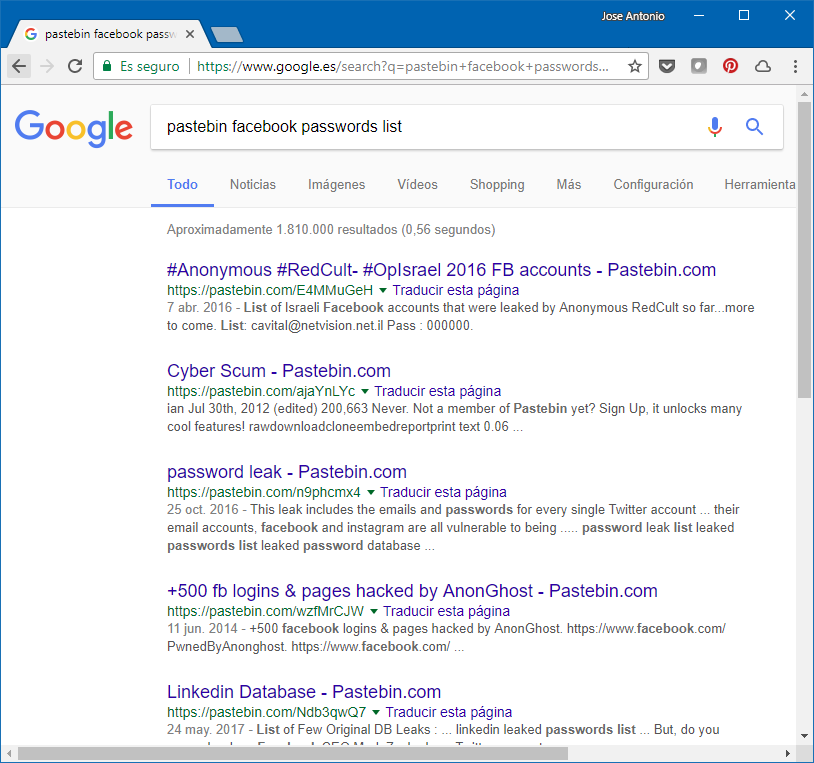 Jose Antonio
pastebin facebook passw
Es seguro
https://www.google.es/search?q=pastebin+facebook+passwords...
Google
pastebin facebook passwords list
Todo Noticias Imágenes Vídeos Shopping Más Configuración Herramienta
Aproximadamente 1.810.000 resultados (0,56 segundos)
#Anonymous #RedCult- #OpIsrael 2016 FB accounts - Pastebin.com
https://pastebin.com/E4MMuGeH ▼ Traducir esta página
7 abr. 2016 - List of Israeli Facebook accounts that were leaked by Anonymous RedCult so far...more
to come. List: cavital@netvision.net.il Pass : 000000.
Cyber Scum - Pastebin.com
https://pastebin.com/ajaYnLYc ▼ Traducir esta página
ian Jul 30th, 2012 (edited) 200,663 Never. Not a member of Pastebin yet? Sign Up, it unlocks many
cool features! rawdownloadcloneembedreportprint text 0.06 ...
password leak - Pastebin.com
https://pastebin.com/n9phcmx4 ▼ Traducir esta página
25 oct. 2016 - This leak includes the emails and passwords for every single Twitter account ... their
email accounts, facebook and instagram are all vulnerable to being ..... password leak list leaked
passwords list leaked password database ...
+500 fb logins & pages hacked by AnonGhost - Pastebin.com
https://pastebin.com/wzfMrCJW ▼ Traducir esta página
11 jun. 2014 - +500 facebook logins & pages hacked by AnonGhost. https://www.facebook.com/
PwnedByAnonghost. https://www.facebook.com/ ...
Linkedin Database - Pastebin.com
https://pastebin.com/Ndb3qwQ7 ▼ Traducir esta página
24 may. 2017 - List of Few Original DB Leaks : ... linkedin leaked passwords list ... But, do you